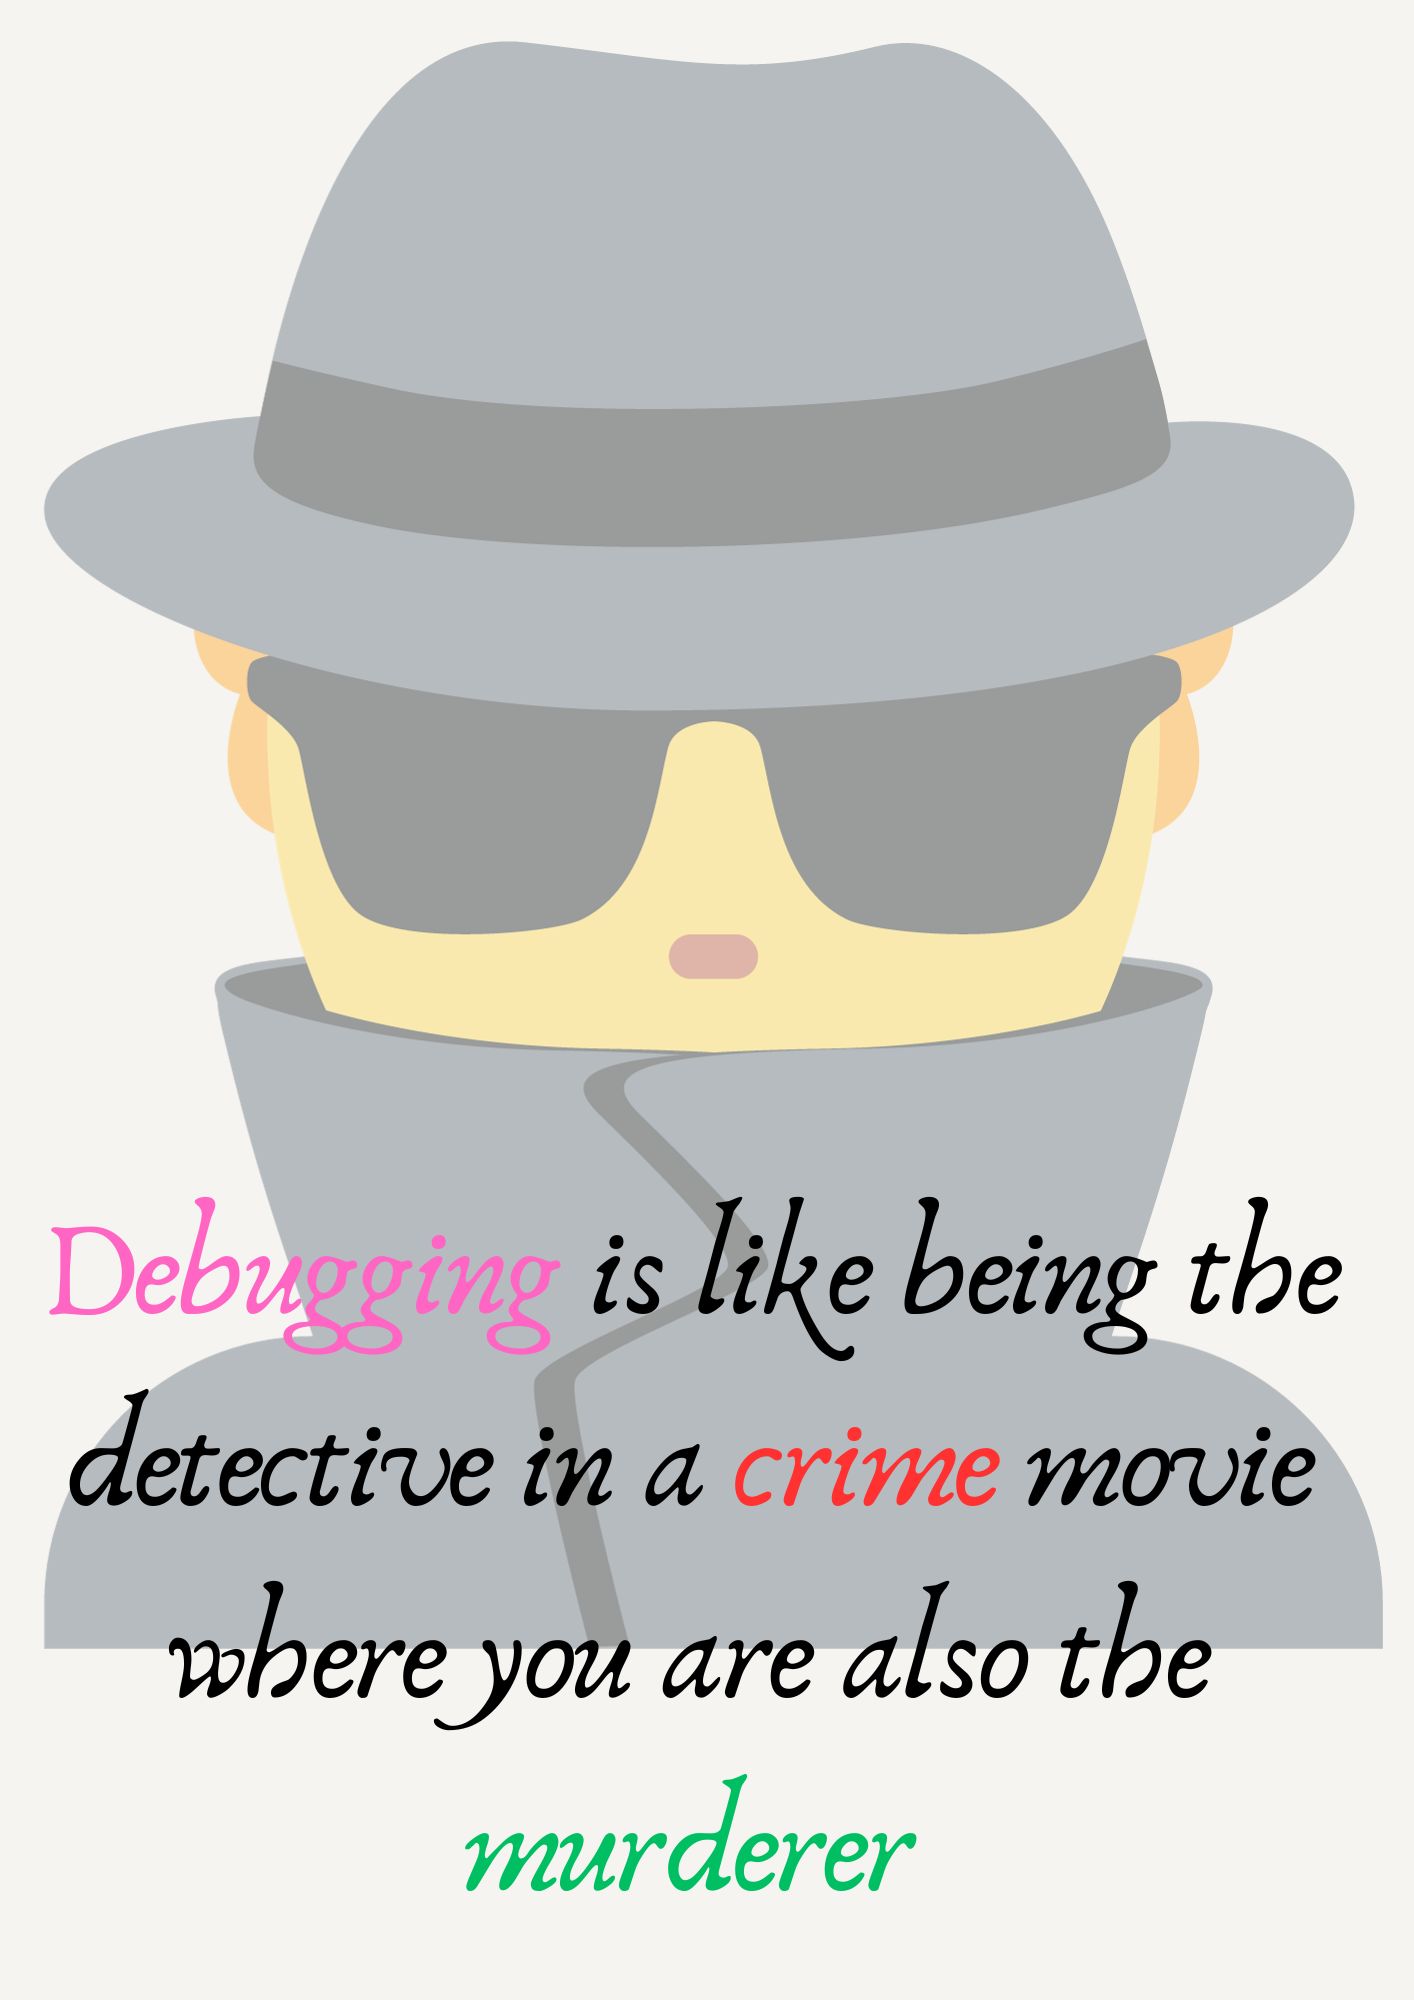 Debugging is like being the
detective in a crime movie
where you are also the
murderer